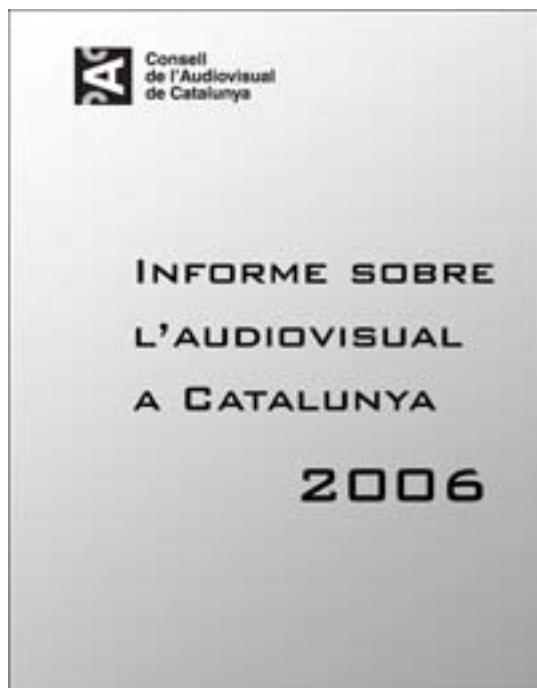 Consell
de l'Audiovisual
de Catalunya
INFORME SOBRE
L'AUDIOVISUAL
A CATALUNYA
2006